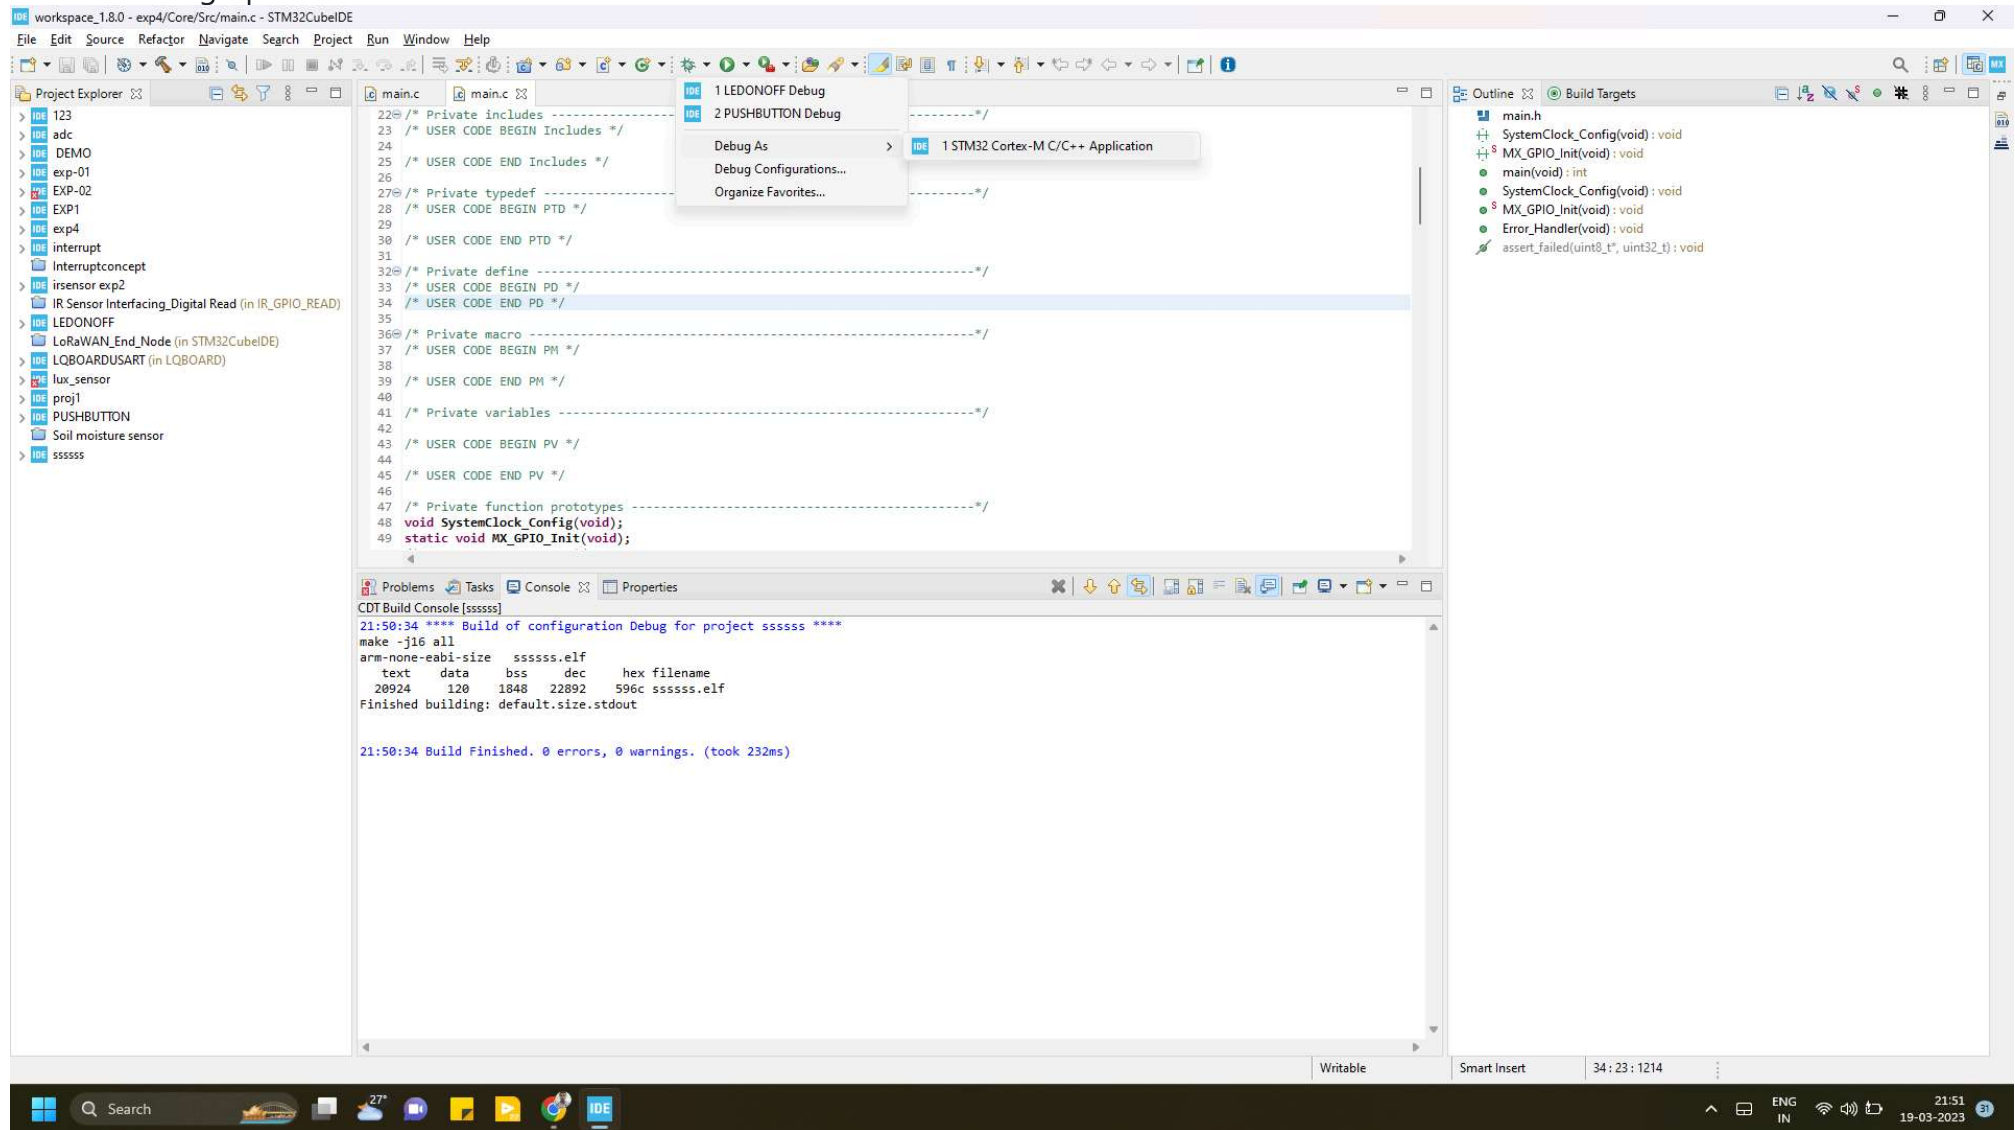 workspace_1.8.0 - exp4/Core/Src/main.c - STM32CubeIDE
File Edit Source Refactor Navigate Search Project Run Window Help
Project Explorer
123
adc
DEMO
exp-01
EXP-02
EXP1
exp4
interrupt
Interruptconcept
irsensor exp2
IR Sensor Interfacing_Digital Read (in IR_GPIO_READ)
LEDONOFF
LoRaWAN_End_Node (in STM32CubeIDE)
LQBOARDUSART (in LQBOARD)
lux_sensor
proj1
PUSHBUTTON
Soil moisture sensor
ssssss
main.c main.c
1 LEDONOFF Debug
2 PUSHBUTTON Debug
Debug As
1 STM32 Cortex-M C/C++ Application
Debug Configurations...
Organize Favorites...
22 /* Private includes ------------------ ---------*/
23 /* USER CODE BEGIN Includes */
24
25 /* USER CODE END Includes */
26
27 /* Private typedef ------------------ ---------*/
28 /* USER CODE BEGIN PTD */
29
30 /* USER CODE END PTD */
31
32 /* Private define ------------------------------------------------------------*/
33 /* USER CODE BEGIN PD */
34 /* USER CODE END PD */
35
36 /* Private macro -------------------------------------------------------------*/
37 /* USER CODE BEGIN PM */
38
39 /* USER CODE END PM */
40
41 /* Private variables ---------------------------------------------------------*/
42
43 /* USER CODE BEGIN PV */
44
45 /* USER CODE END PV */
46
47 /* Private function prototypes -----------------------------------------------*/
48 void SystemClock_Config(void);
49 static void MX_GPIO_Init(void);
Outline Build Targets
main.h
SystemClock_Config(void) : void
S MX_GPIO_Init(void) : void
main(void) : int
SystemClock_Config(void) : void
S MX_GPIO_Init(void) : void
Error_Handler(void) : void
assert_failed(uint8_t*, uint32_t) : void
Problems Tasks Console Properties
CDT Build Console [ssssss]
21:50:34 **** Build of configuration Debug for project ssssss ****
make -j16 all
arm-none-eabi-size ssssss.elf
text data bss dec hex filename
20924 120 1848 22892 596c ssssss.elf
Finished building: default.size.stdout
21:50:34 Build Finished. 0 errors, 0 warnings. (took 232ms)
Writable Smart Insert 34 : 23 : 1214
Search
27°
IDE
ENG
IN
21:51
19-03-2023
31